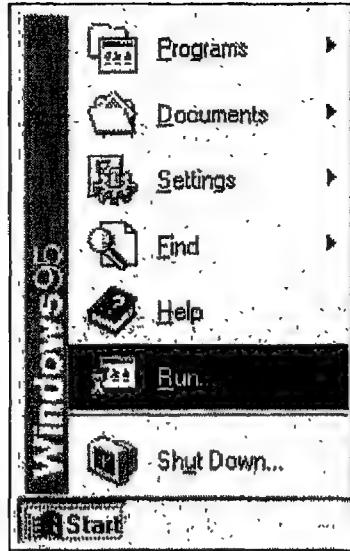 Programs
Documents
Settings
Find
Help
Run...
Shut Down...
Windows95
Start